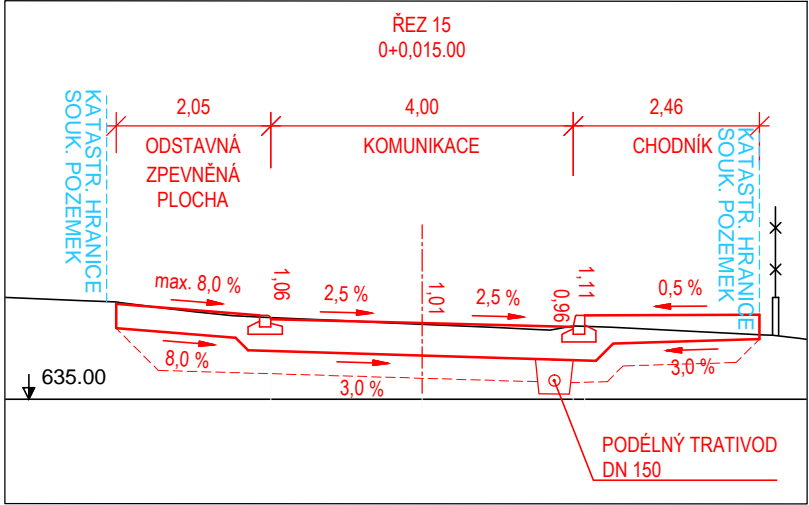 ŘEZ 15
0+0,015.00
2,05
4,00
2,46
ODSTAVNÁ
ZPEVNĚNÁ
PLOCHA
KOMUNIKACE
CHODNÍK
KATASTR. HRANICE
SOUK. POZEMEK
KATASTR. HRANICE
SOUK. POZEMEK
max. 8,0 %
1,06
2,5 %
1,01
2,5 %
1,11
0,96
0,5 %
8,0 %
3,0 %
3,0 %
635.00
PODÉLNÝ TRATIVOD
DN 150